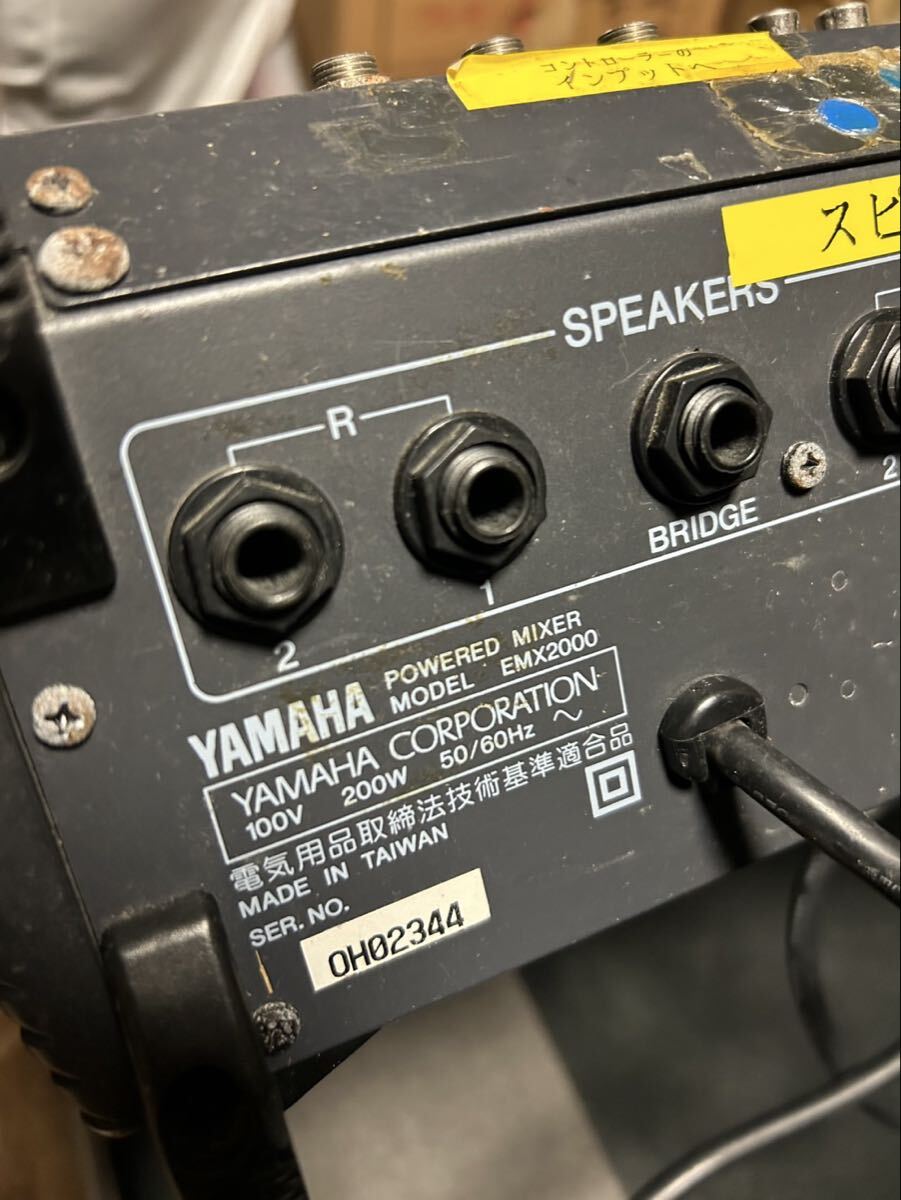 コントローラーの
インプットへ
スピ
SPEAKERS
R
2
1
BRIDGE
2
YAMAHA POWERED MIXER
MODEL EMX2000
YAMAHA CORPORATION
100V 200W 50/60Hz ～
電気用品取締法技術基準適合品
MADE IN TAIWAN
SER. NO.
OH02344